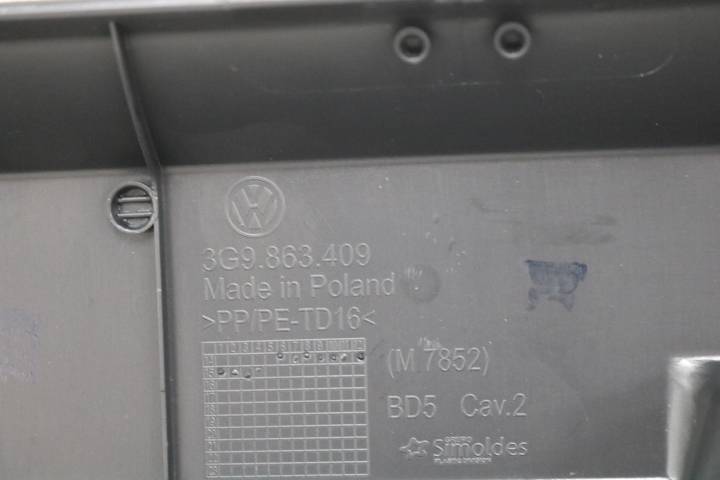 3G9.863.409
Made in Poland
>PP/PE-TD16<
(M 7852)
BD5 Cav.2
Simoldes